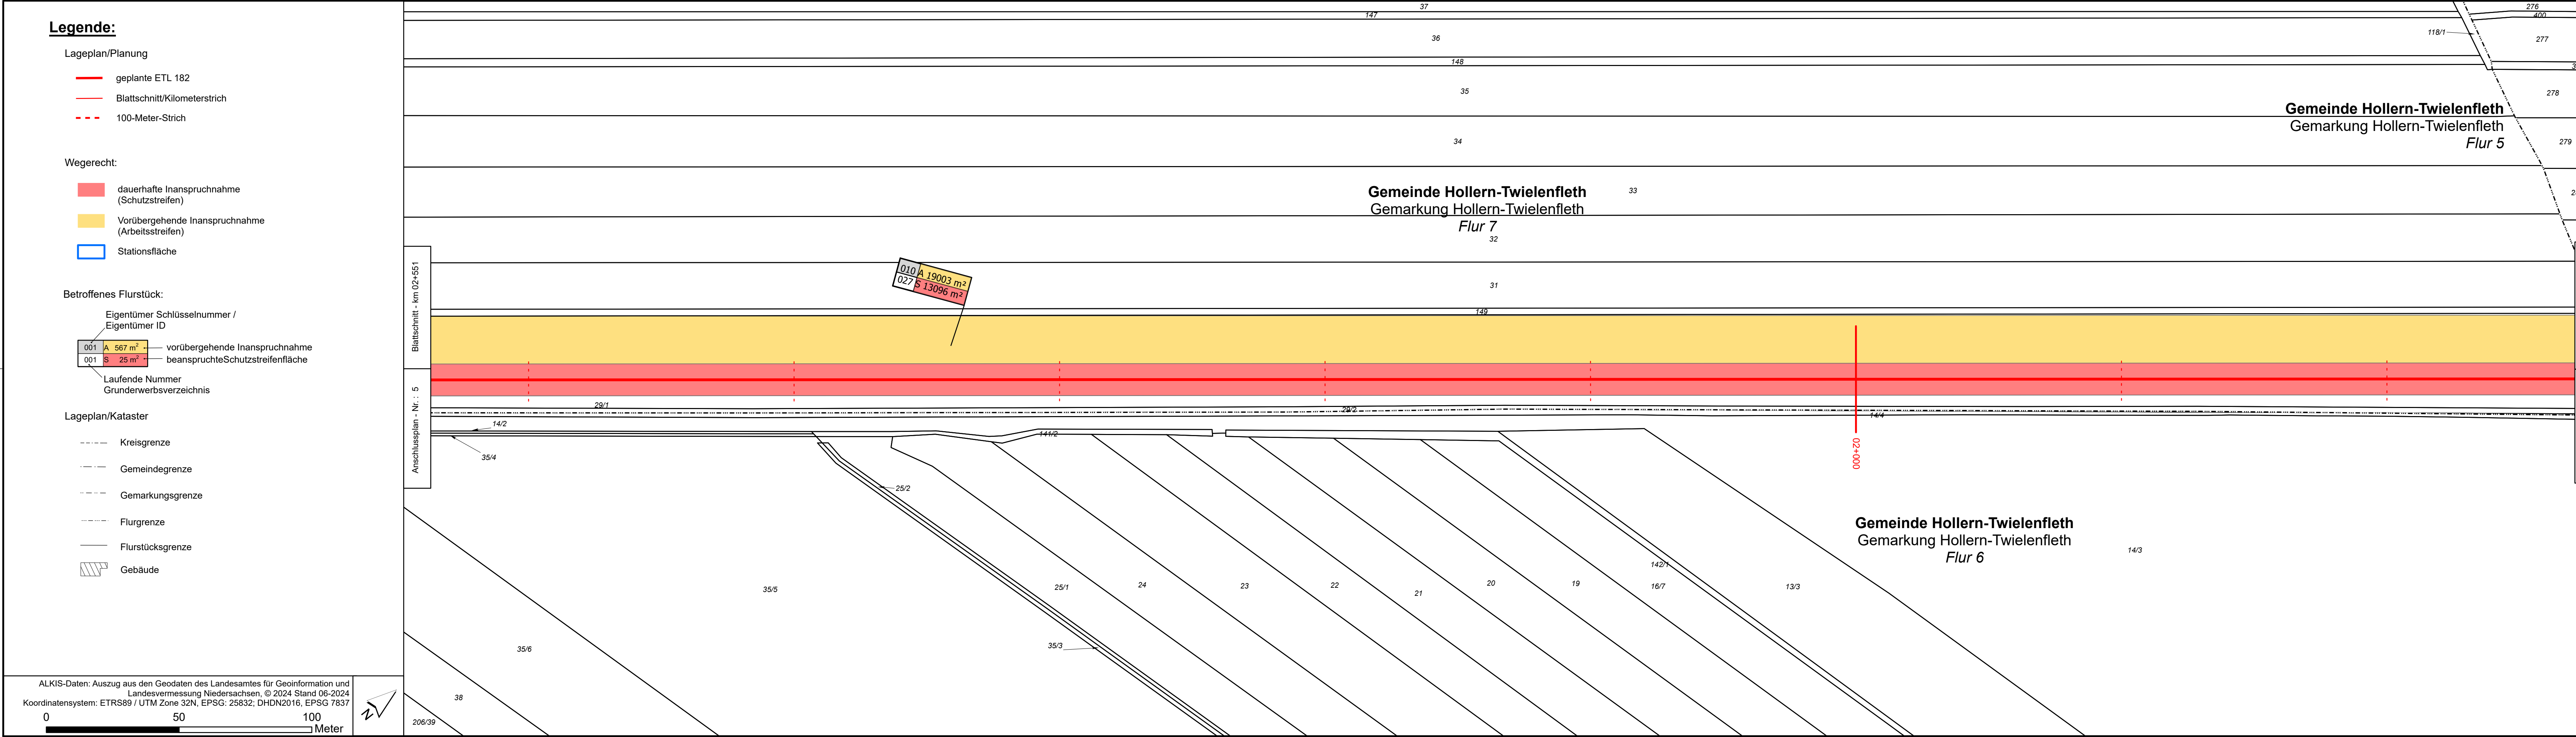 Legende:
Lageplan/Planung
geplante ETL 182
Blattschnitt/Kilometerstrich
100-Meter-Strich
Wegerecht:
dauerhafte Inanspruchnahme
(Schutzstreifen)
Vorübergehende Inanspruchnahme
(Arbeitsstreifen)
Stationsfläche
Betroffenes Flurstück:
Eigentümer Schlüsselnummer /
Eigentümer ID
001 A 567 m² vorübergehende Inanspruchnahme
001 S 25 m² beanspruchteSchutzstreifenfläche
Laufende Nummer
Grunderwerbsverzeichnis
Lageplan/Kataster
Kreisgrenze
Gemeindegrenze
Gemarkungsgrenze
Flurgrenze
Flurstücksgrenze
Gebäude
ALKIS-Daten: Auszug aus den Geodaten des Landesamtes für Geoinformation und
Landesvermessung Niedersachsen, © 2024 Stand 06-2024
Koordinatensystem: ETRS89 / UTM Zone 32N, EPSG: 25832; DHDN2016, EPSG 7837
0 50 100
Meter
N
Blattschnitt - km 02+551
Anschlussplan - Nr. : 5
37
147
36
148
35
34
33
Gemeinde Hollern-Twielenfleth
Gemarkung Hollern-Twielenfleth
Flur 7
32
31
149
010 A 19003 m²
027 S 13096 m²
276
400
118/1
277
278
Gemeinde Hollern-Twielenfleth
Gemarkung Hollern-Twielenfleth
Flur 5
279
29/1
29/2
14/4
14/2
141/2
35/4
02+000
25/2
Gemeinde Hollern-Twielenfleth
Gemarkung Hollern-Twielenfleth
Flur 6
14/3
35/5
25/1
24
23
22
21
20
19
142/1
16/7
13/3
35/6
35/3
38
206/39